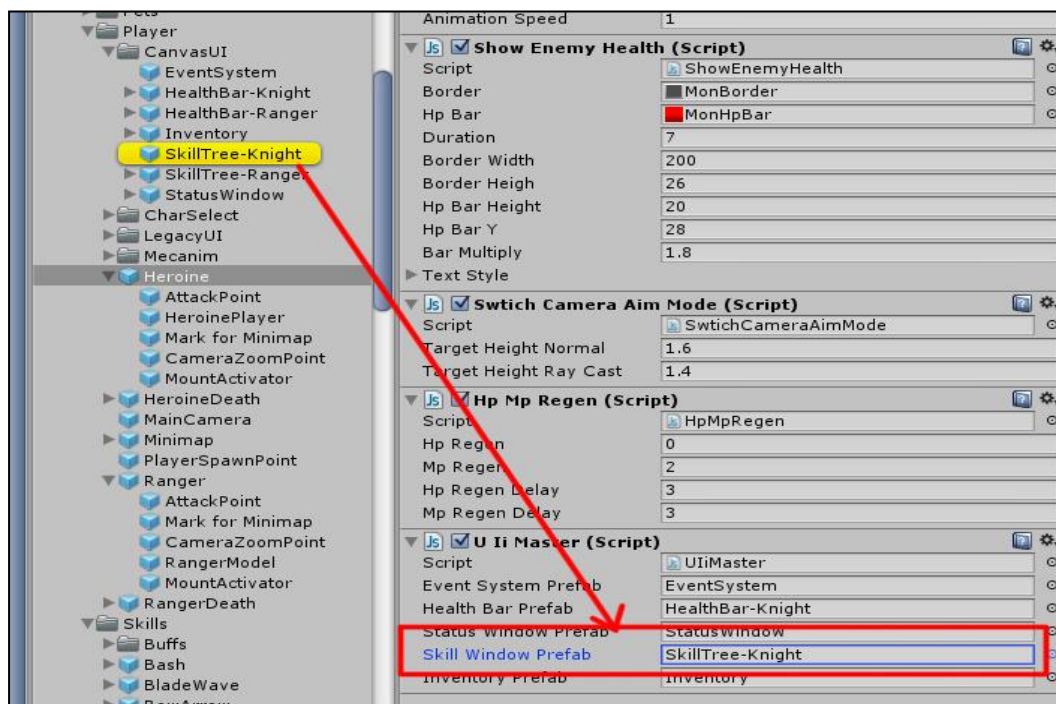 Pets
Player
CanvasUI
EventSystem
HealthBar-Knight
HealthBar-Ranger
Inventory
SkillTree-Knight
SkillTree-Ranger
StatusWindow
CharSelect
LegacyUI
Mecanim
Heroine
AttackPoint
HeroinePlayer
Mark for Minimap
CameraZoomPoint
MountActivator
HeroineDeath
MainCamera
Minimap
PlayerSpawnPoint
Ranger
AttackPoint
Mark for Minimap
CameraZoomPoint
RangerModel
MountActivator
RangerDeath
Skills
Buffs
Bash
BladeWave
BowArrow
Animation Speed 1
Js Show Enemy Health (Script)
Script ShowEnemyHealth
Border MonBorder
Hp Bar MonHpBar
Duration 7
Border Width 200
Border Heigh 26
Hp Bar Height 20
Hp Bar Y 28
Bar Multiply 1.8
Text Style
Js Swtich Camera Aim Mode (Script)
Script SwtichCameraAimMode
Target Height Normal 1.6
Target Height Ray Cast 1.4
Js Hp Mp Regen (Script)
Script HpMpRegen
Hp Regen 0
Mp Regen 2
Hp Regen Delay 3
Mp Regen Delay 3
Js U Ii Master (Script)
Script UIiMaster
Event System Prefab EventSystem
Health Bar Prefab HealthBar-Knight
Status Window Prefab StatusWindow
Skill Window Prefab SkillTree-Knight
Inventory Prefab Inventory